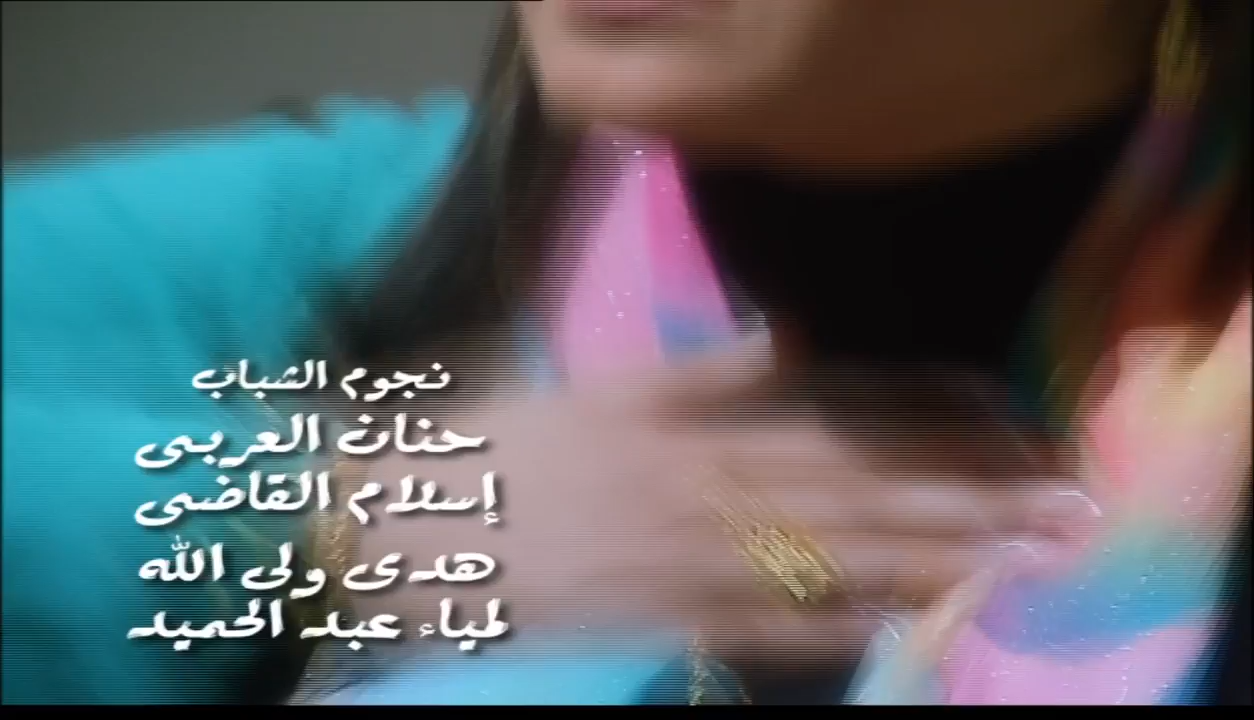 نجوم الشباب
حنان العربى
إسلام القاضى
هدى ولى الله
لمياء عبد الحميد